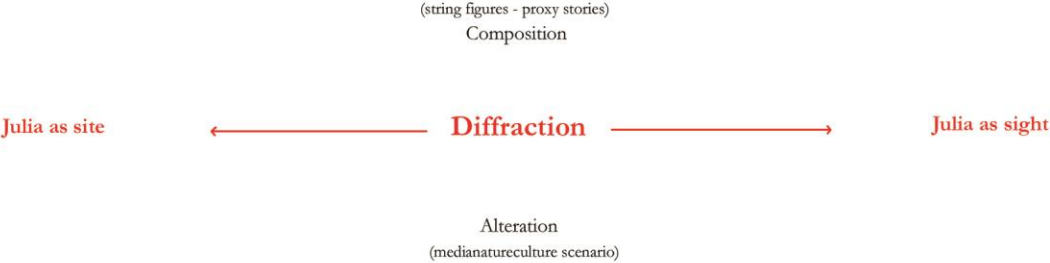 (string figures - proxy stories)
Composition
Julia as site
Diffraction
Julia as sight
Alteration
(medianatureculture scenario)